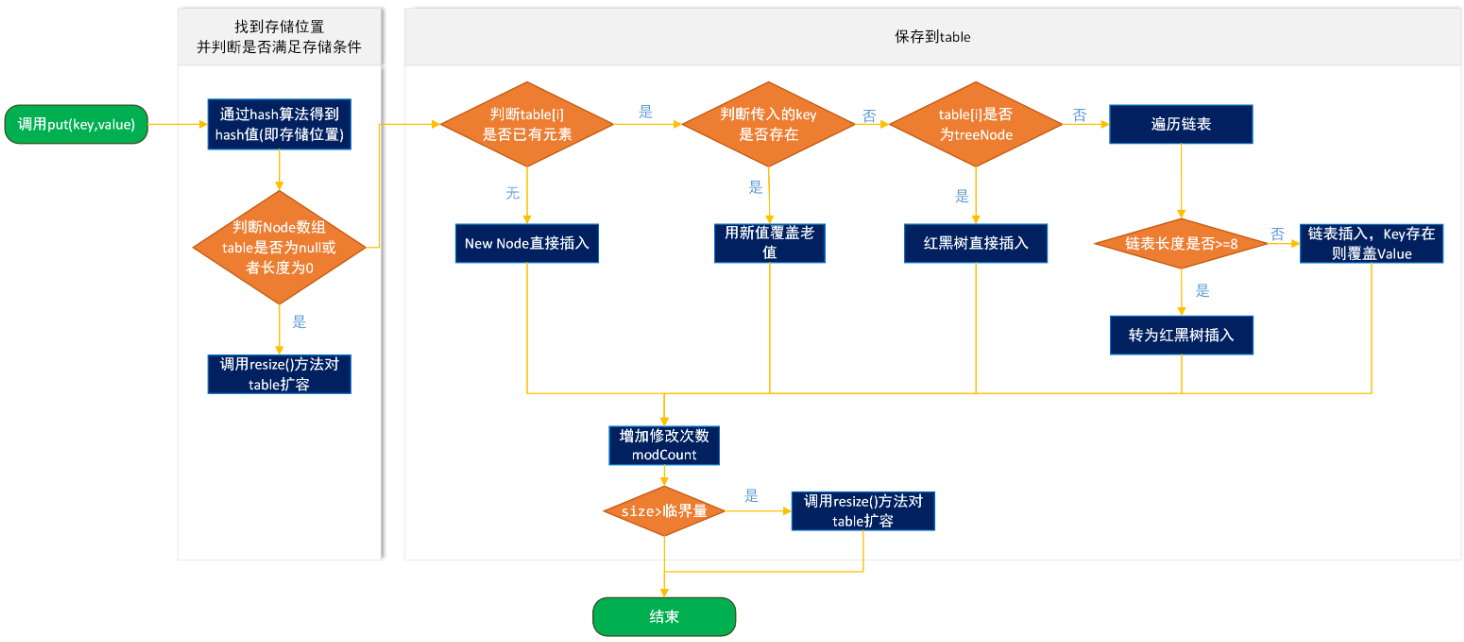 找到存储位置
并判断是否满足存储条件
保存到table
调用put(key,value)
通过hash算法得到
hash值(即存储位置)
判断Node数组
table是否为null或
者长度为0
是
调用resize()方法对
table扩容
判断table[i]
是否已有元素
是
判断传入的key
是否存在
否
table[i]是否
为treeNode
否
遍历链表
无
New Node直接插入
是
用新值覆盖老
值
是
红黑树直接插入
链表长度是否>=8
否
链表插入，Key存在
则覆盖Value
是
转为红黑树插入
增加修改次数
modCount
size>临界量
是
调用resize()方法对
table扩容
结束